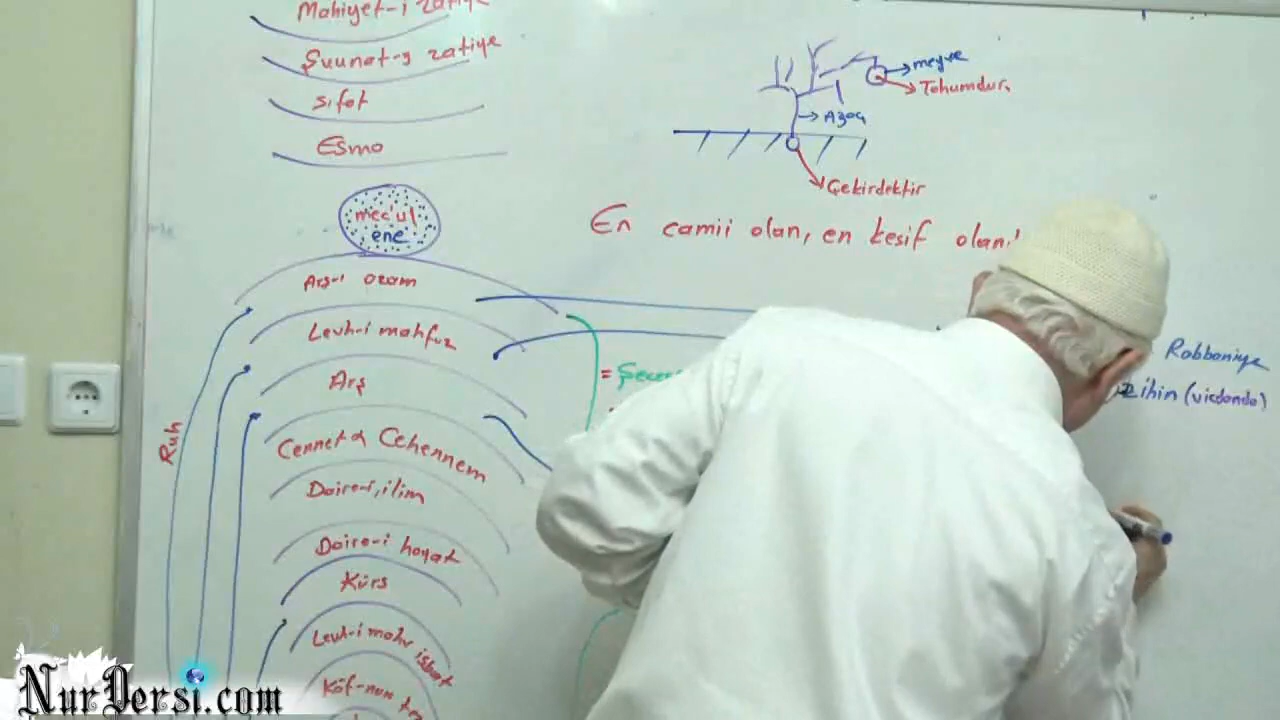 Mahiyet-i zatiye
Şuunat-ı zatiye
Sıfat
Esma
mec'ul
ene
Arş-ı azam
Levh-i mahfuz
Arş
Cennet Cehennem
Daire-i ilim
Daire-i hayat
Kürs
Levh-i mahv isbat
Kâf-nun
Ruh
meyve
Tohumdur.
Ağaç
Çekirdektir
En camii olan, en kesif olan
= Şecere
Rabbaniye
Zihin (vicdanda)
NurDersi.com